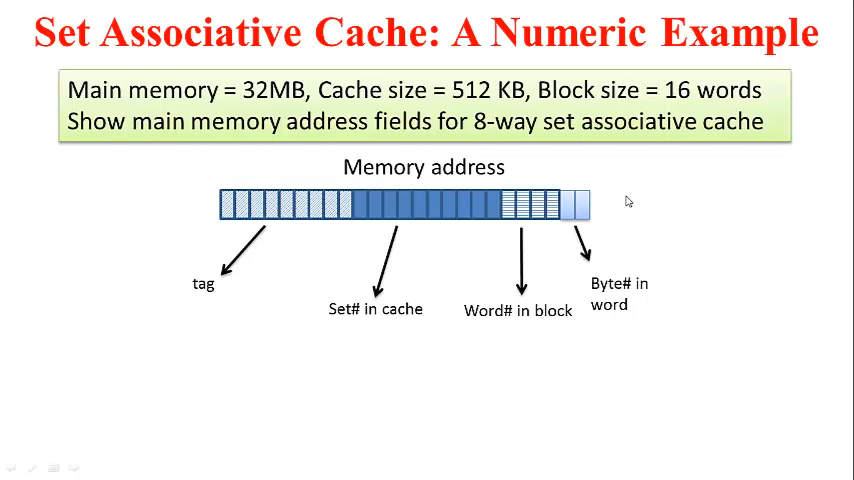 Set Associative Cache: A Numeric Example
Main memory = 32MB, Cache size = 512 KB, Block size = 16 words
Show main memory address fields for 8-way set associative cache
Memory address
tag
Set# in cache
Word# in block
Byte# in
word